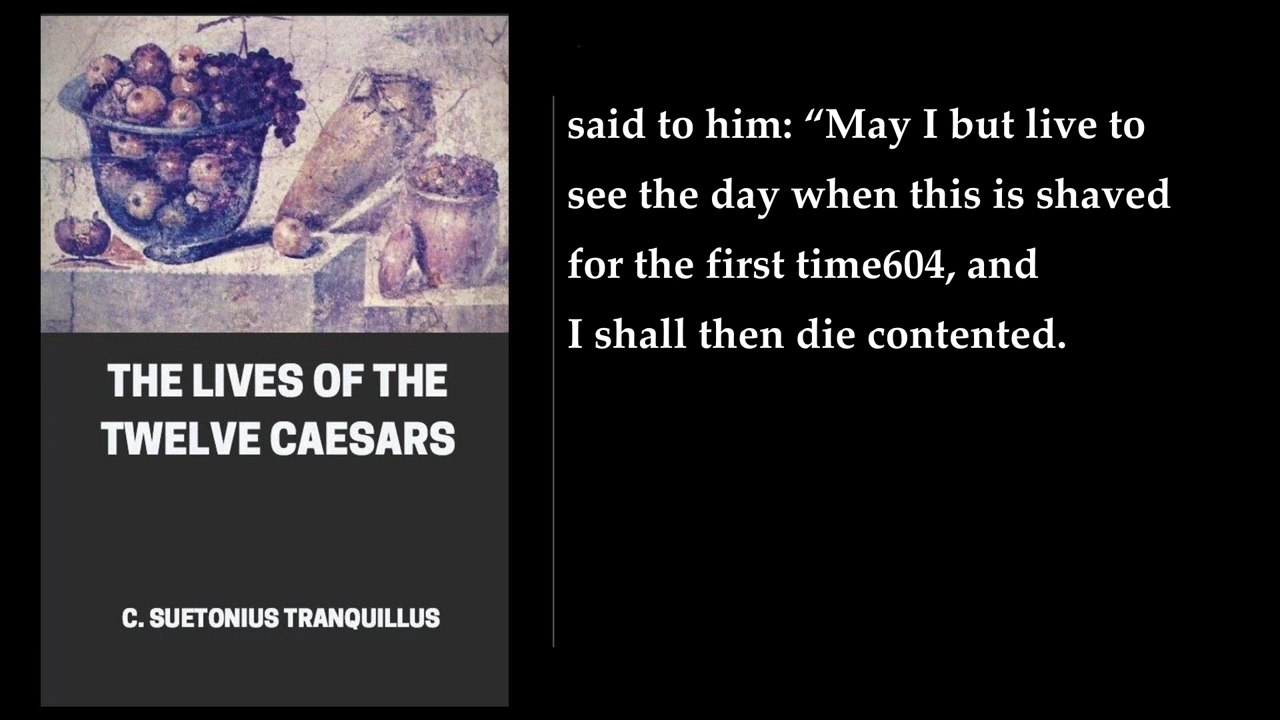 THE LIVES OF THE
TWELVE CAESARS
C. SUETONIUS TRANQUILLUS
said to him: “May I but live to
see the day when this is shaved
for the first time604, and
I shall then die contented.